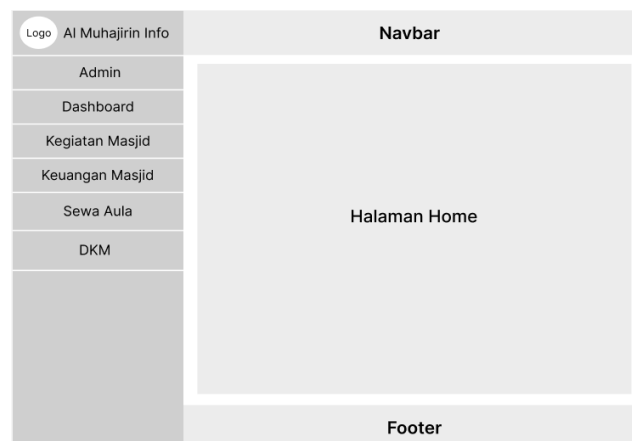 Logo
Al Muhajirin Info
Navbar
Admin
Dashboard
Kegiatan Masjid
Keuangan Masjid
Sewa Aula
DKM
Halaman Home
Footer